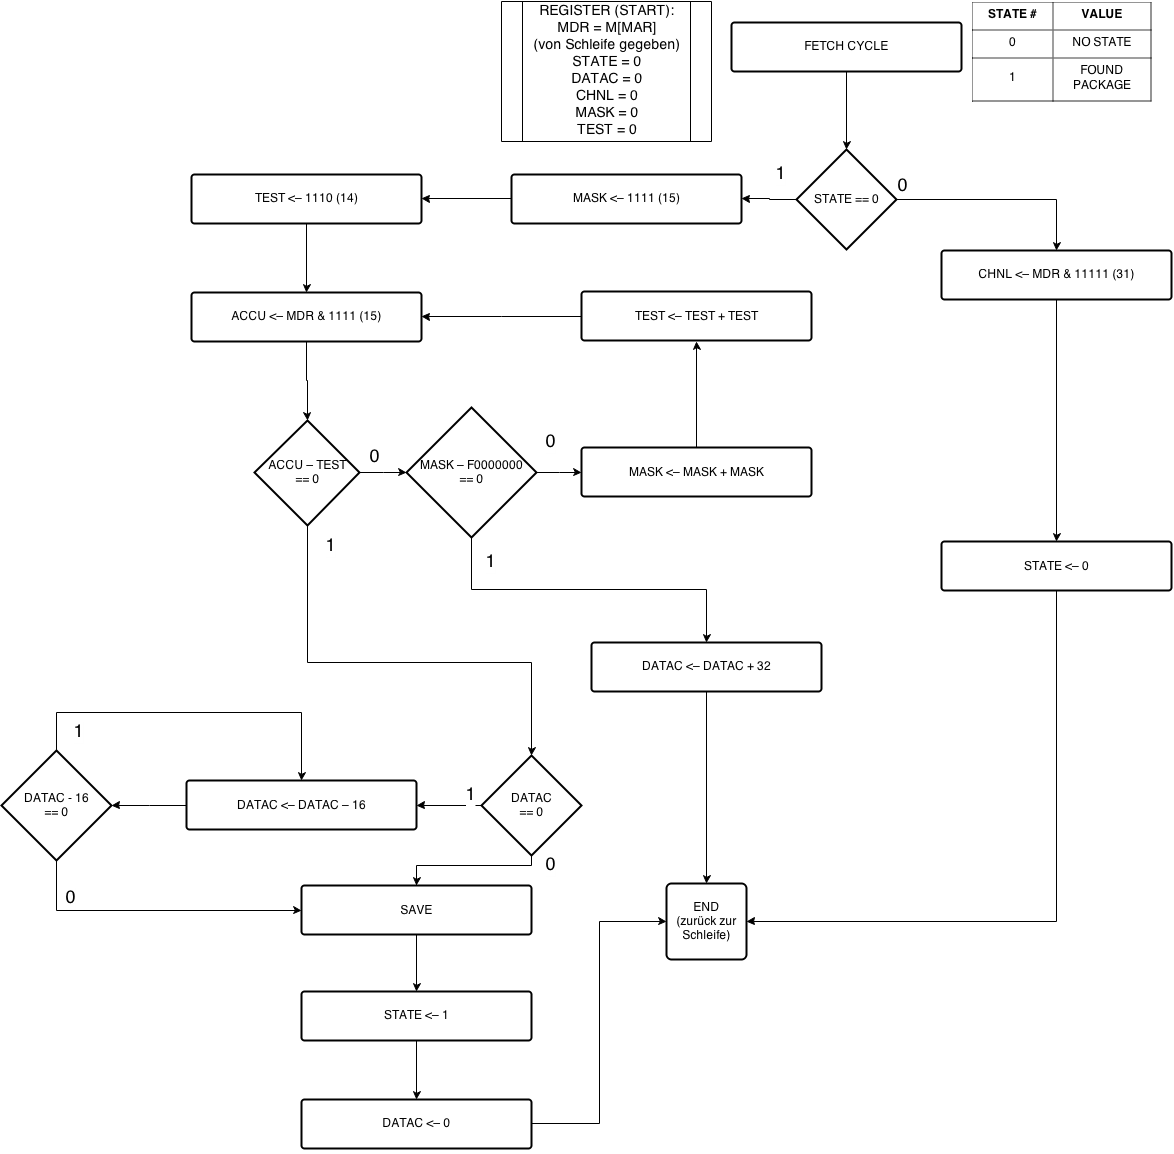 REGISTER (START):
MDR = M[MAR]
(von Schleife gegeben)
STATE = 0
DATAC = 0
CHNL = 0
MASK = 0
TEST = 0
FETCH CYCLE
STATE # VALUE
0 NO STATE
1 FOUND
PACKAGE
1
0
STATE == 0
TEST <– 1110 (14)
MASK <– 1111 (15)
CHNL <– MDR & 11111 (31)
ACCU <– MDR & 1111 (15)
TEST <– TEST + TEST
ACCU – TEST
== 0
0
MASK – F0000000
== 0
0
MASK <– MASK + MASK
1
1
STATE <– 0
DATAC <– DATAC + 32
1
DATAC - 16
== 0
DATAC <– DATAC – 16
1
DATAC
== 0
0
0
SAVE
END
(zurück zur
Schleife)
STATE <– 1
DATAC <– 0